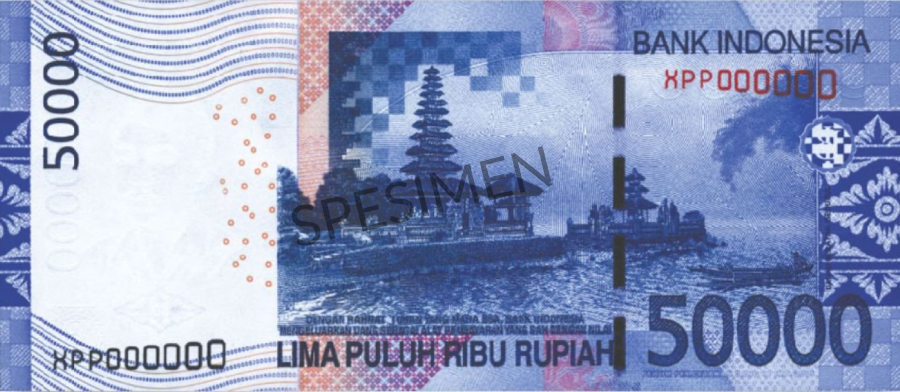 50000
BANK INDONESIA
XPP000000
SPESIMEN
DENGAN RAHMAT TUHAN YANG MAHA ESA, BANK INDONESIA
MENGELUARKAN UANG SEBAGAI ALAT PEMBAYARAN YANG SAH DENGAN NILAI
LIMA PULUH RIBU RUPIAH
50000
XPP000000